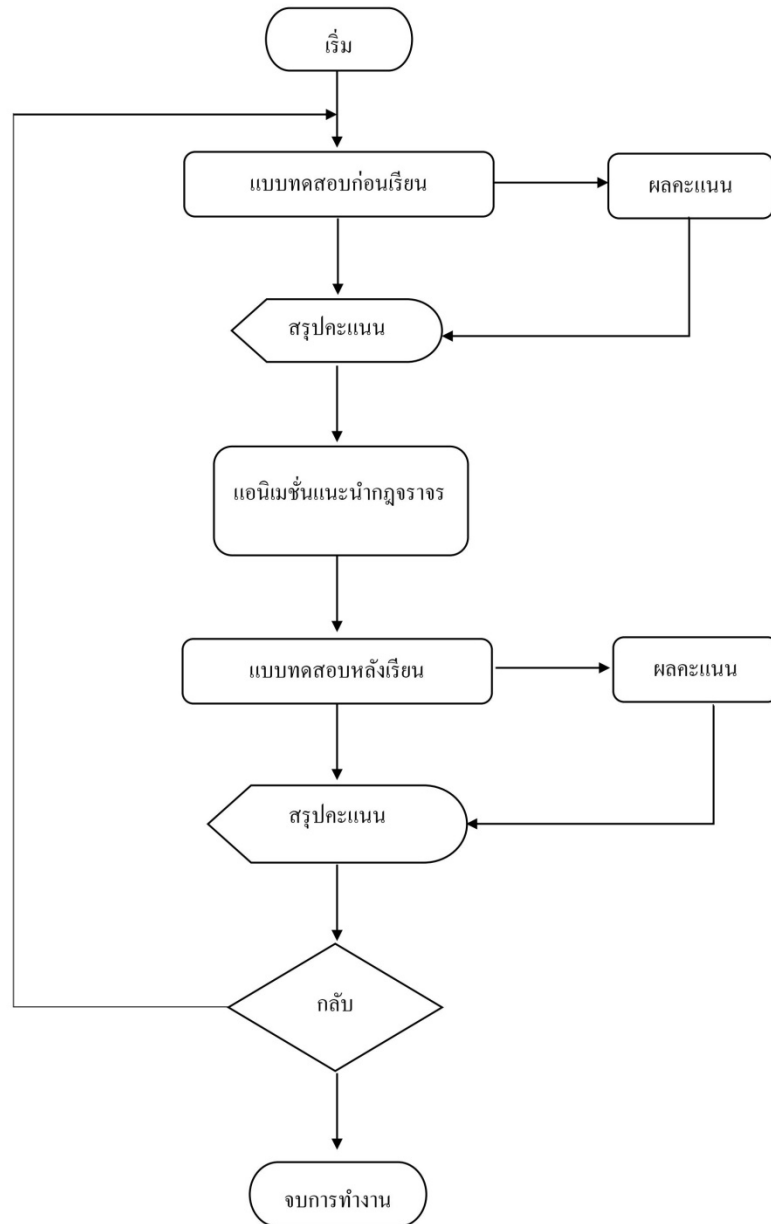 เริ่ม
แบบทดสอบก่อนเรียน
ผลคะแนน
สรุปคะแนน
แอนิเมชั่นแนะนำกฎจราจร
แบบทดสอบหลังเรียน
ผลคะแนน
สรุปคะแนน
กลับ
จบการทำงาน